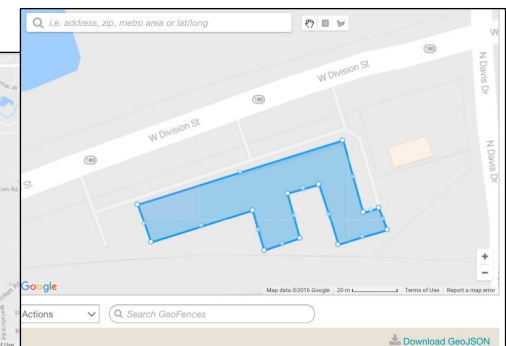 i.e. address, zip, metro area or lat/long
W Division St
180
N Davis Dr
W Division St
180
N Davis Dr
180
St
Google
Map data ©2016 Google 20 m Terms of Use Report a map error
+
−
Actions
Search GeoFences
Download GeoJSON